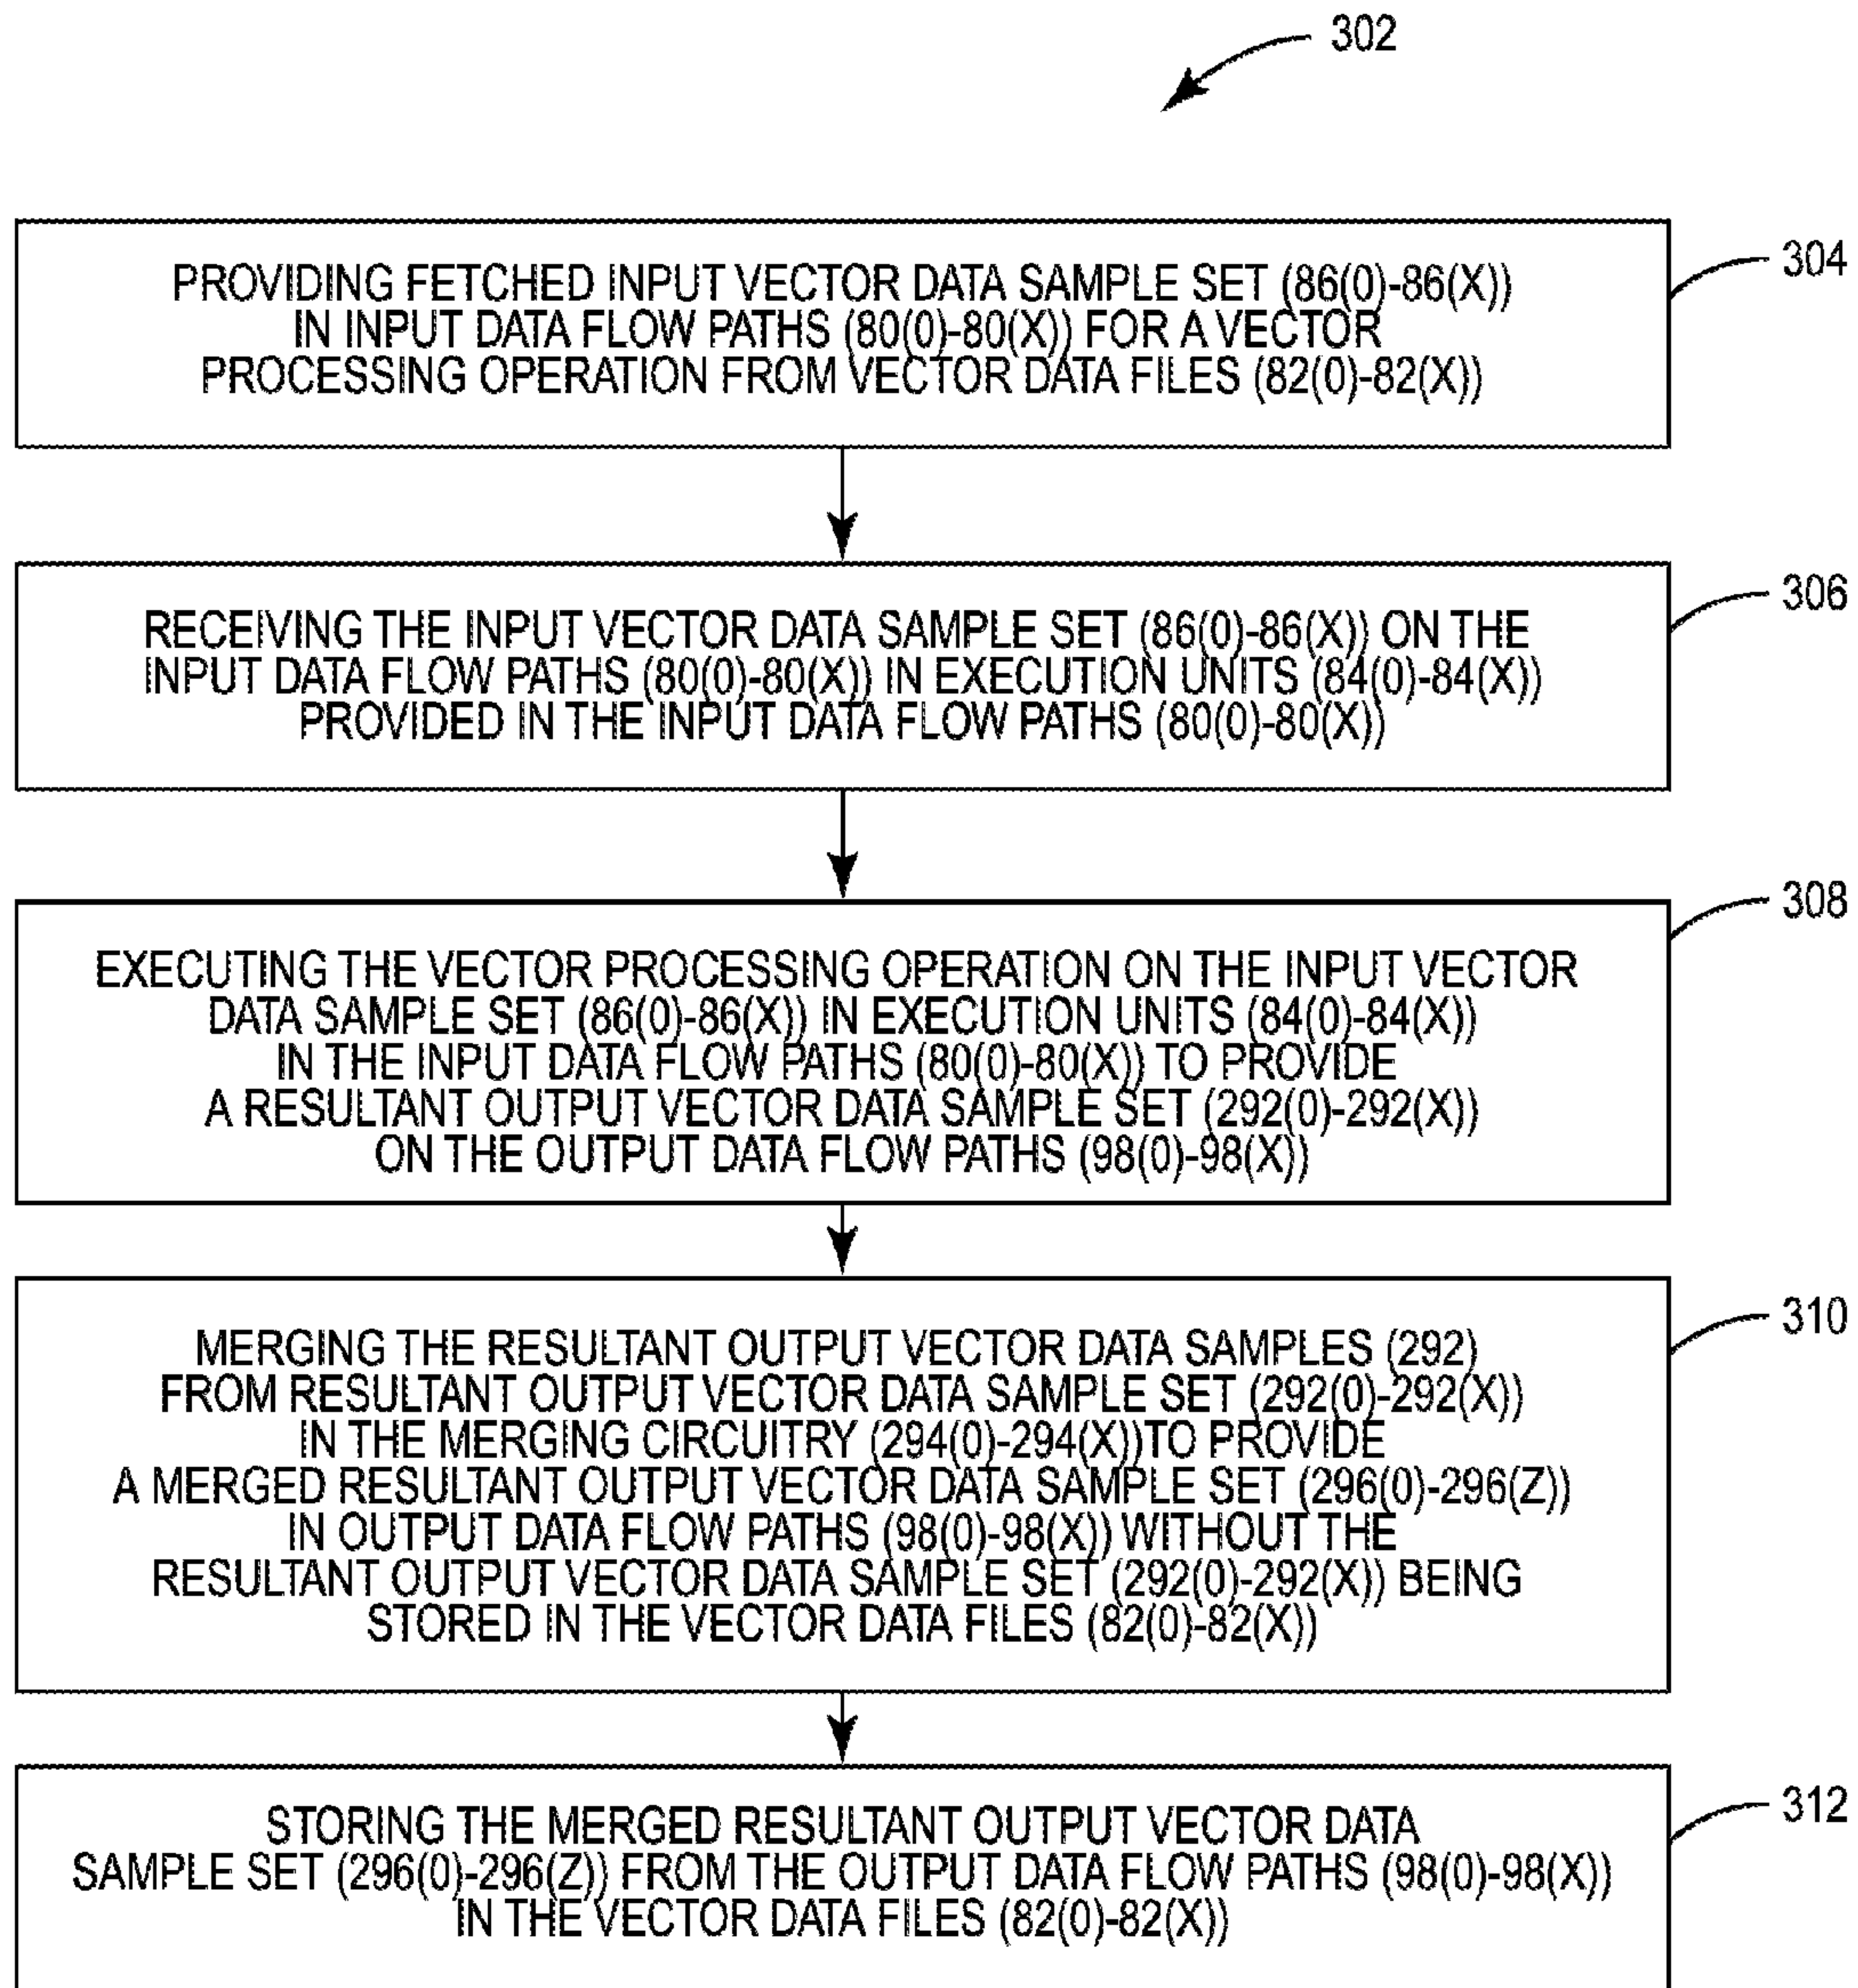 302
PROVIDING FETCHED INPUT VECTOR DATA SAMPLE SET (86(0)-86(X))
IN INPUT DATA FLOW PATHS (80(0)-80(X)) FOR A VECTOR
PROCESSING OPERATION FROM VECTOR DATA FILES (82(0)-82(X))
304
RECEIVING THE INPUT VECTOR DATA SAMPLE SET (86(0)-86(X)) ON THE
INPUT DATA FLOW PATHS (80(0)-80(X)) IN EXECUTION UNITS (84(0)-84(X))
PROVIDED IN THE INPUT DATA FLOW PATHS (80(0)-80(X))
306
EXECUTING THE VECTOR PROCESSING OPERATION ON THE INPUT VECTOR
DATA SAMPLE SET (86(0)-86(X)) IN EXECUTION UNITS (84(0)-84(X))
IN THE INPUT DATA FLOW PATHS (80(0)-80(X)) TO PROVIDE
A RESULTANT OUTPUT VECTOR DATA SAMPLE SET (292(0)-292(X))
ON THE OUTPUT DATA FLOW PATHS (98(0)-98(X))
308
MERGING THE RESULTANT OUTPUT VECTOR DATA SAMPLES (292)
FROM RESULTANT OUTPUT VECTOR DATA SAMPLE SET (292(0)-292(X))
IN THE MERGING CIRCUITRY (294(0)-294(X))TO PROVIDE
A MERGED RESULTANT OUTPUT VECTOR DATA SAMPLE SET (296(0)-296(Z))
IN OUTPUT DATA FLOW PATHS (98(0)-98(X)) WITHOUT THE
RESULTANT OUTPUT VECTOR DATA SAMPLE SET (292(0)-292(X)) BEING
STORED IN THE VECTOR DATA FILES (82(0)-82(X))
310
STORING THE MERGED RESULTANT OUTPUT VECTOR DATA
SAMPLE SET (296(0)-296(Z)) FROM THE OUTPUT DATA FLOW PATHS (98(0)-98(X))
IN THE VECTOR DATA FILES (82(0)-82(X))
312